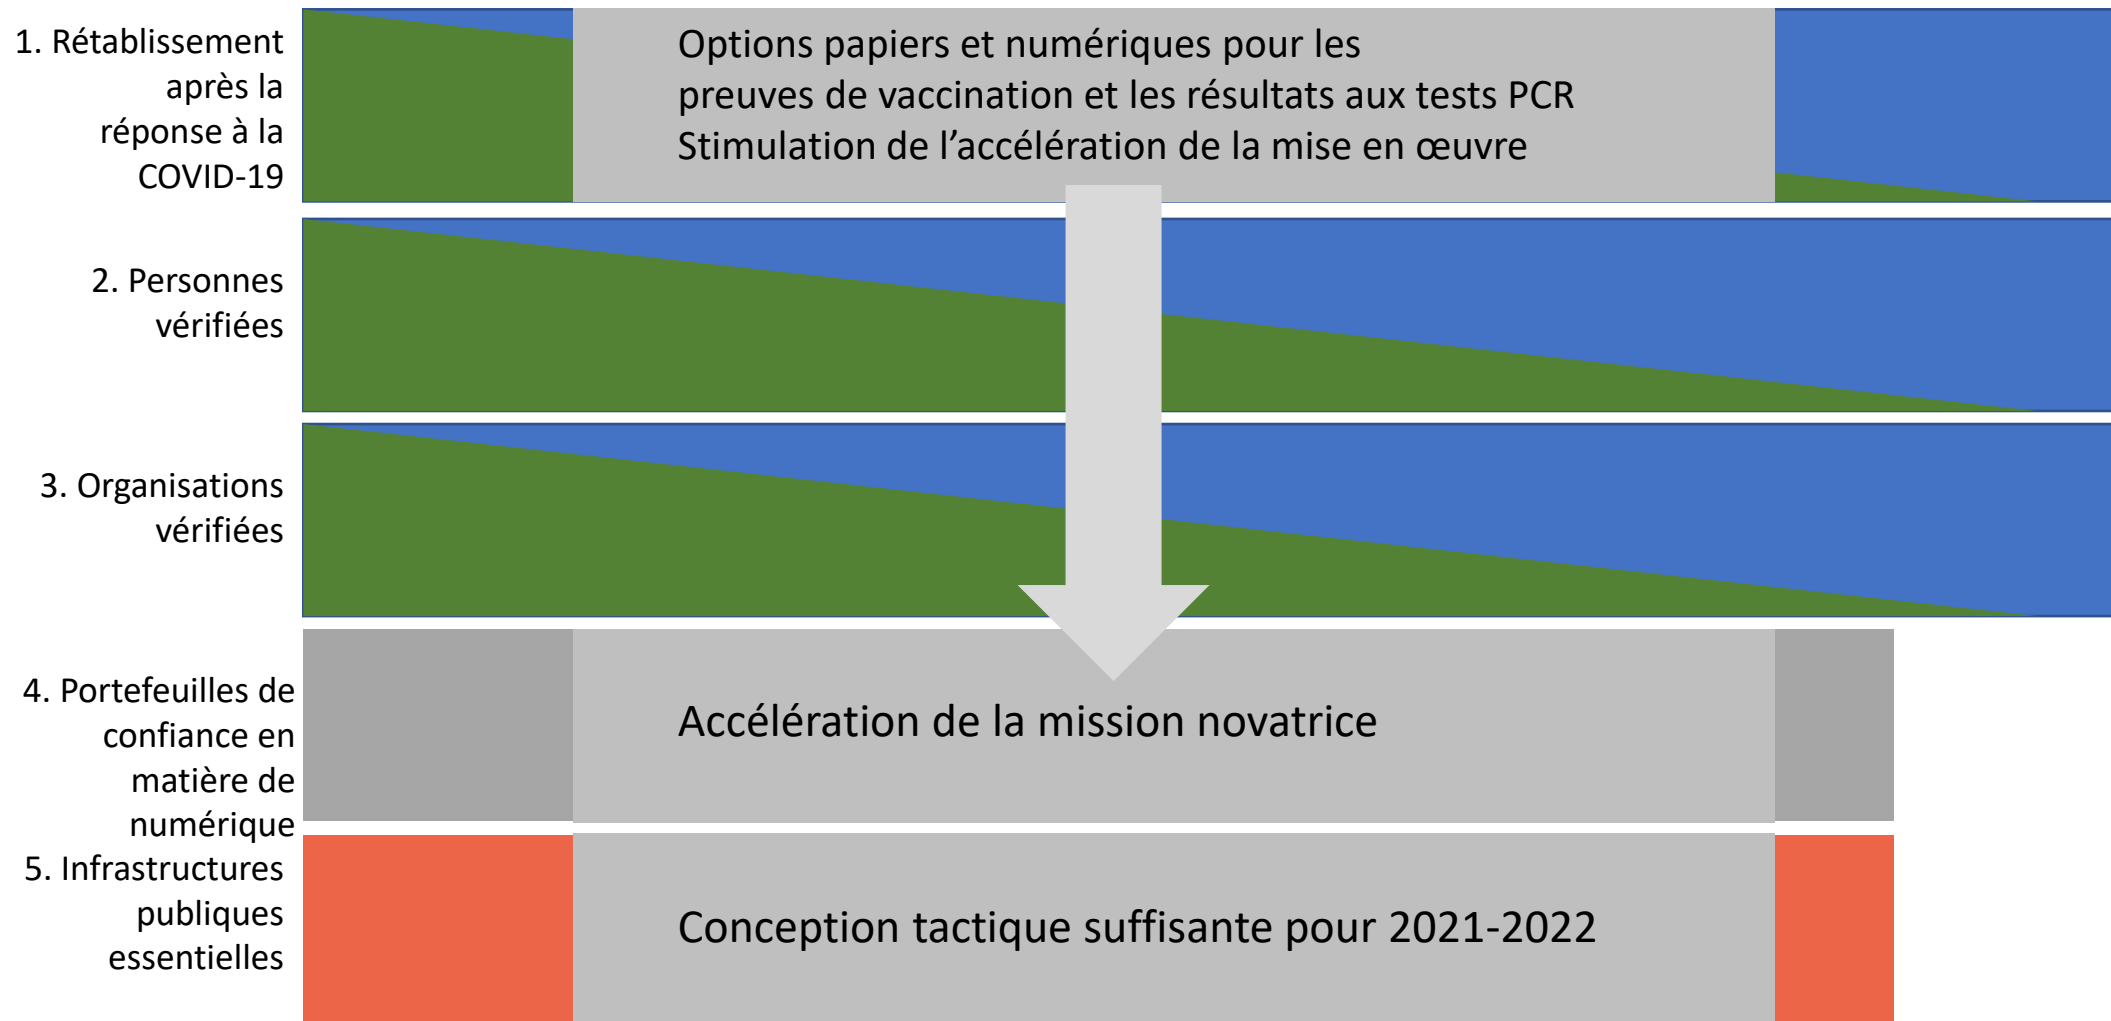 1. Rétablissement
après la
réponse à la
COVID-19
Options papiers et numériques pour les
preuves de vaccination et les résultats aux tests PCR
Stimulation de l’accélération de la mise en œuvre
2. Personnes
vérifiées
3. Organisations
vérifiées
4. Portefeuilles de
confiance en
matière de
numérique
Accélération de la mission novatrice
5. Infrastructures
publiques
essentielles
Conception tactique suffisante pour 2021-2022